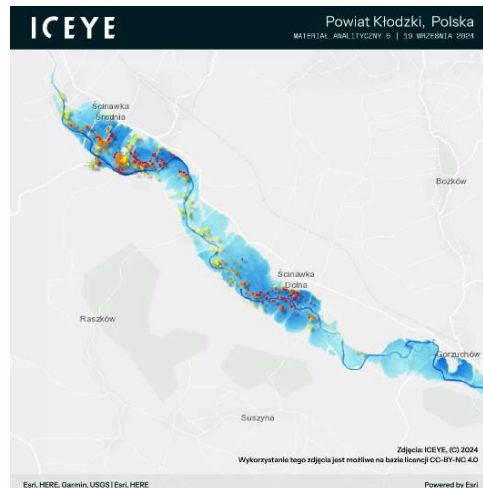 ICEYE
Powiat Kłodzki, Polska
MATERIAŁ ANALITYCZNY 6 | 19 WRZEŚNIA 2024
Ścinawka
Średnia
Bożków
Ścinawka
Dolna
Raszków
Gorzuchów
Suszyna
Zdjęcia: ICEYE, (C) 2024
Wykorzystanie tego zdjęcia jest możliwe na bazie licencji CC-BY-NC 4.0
Esri, HERE, Garmin, USGS | Esri, HERE
Powered by Esri